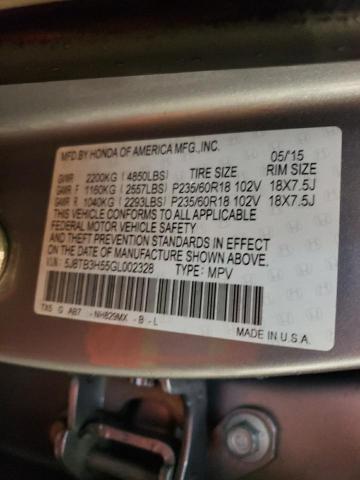 MFD.BY HONDA OF AMERICA MFG.,INC. 05/15
GVWR 2200KG (4850LBS) TIRE SIZE RIM SIZE
GAWR F 1160KG (2557LBS) P235/60R18 102V 18X7.5J
GAWR R 1040KG (2293LBS) P235/60R18 102V 18X7.5J
THIS VEHICLE CONFORMS TO ALL APPLICABLE
FEDERAL MOTOR VEHICLE SAFETY AND
THEFT PREVENTION STANDARDS IN EFFECT
ON THE DATE OF MANUFACTURE SHOWN ABOVE.
V.I.N.: 5J8TB3H55GL002328 TYPE: MPV
TX5 G AB7 -NH829MX -B-L
MADE IN U.S.A.